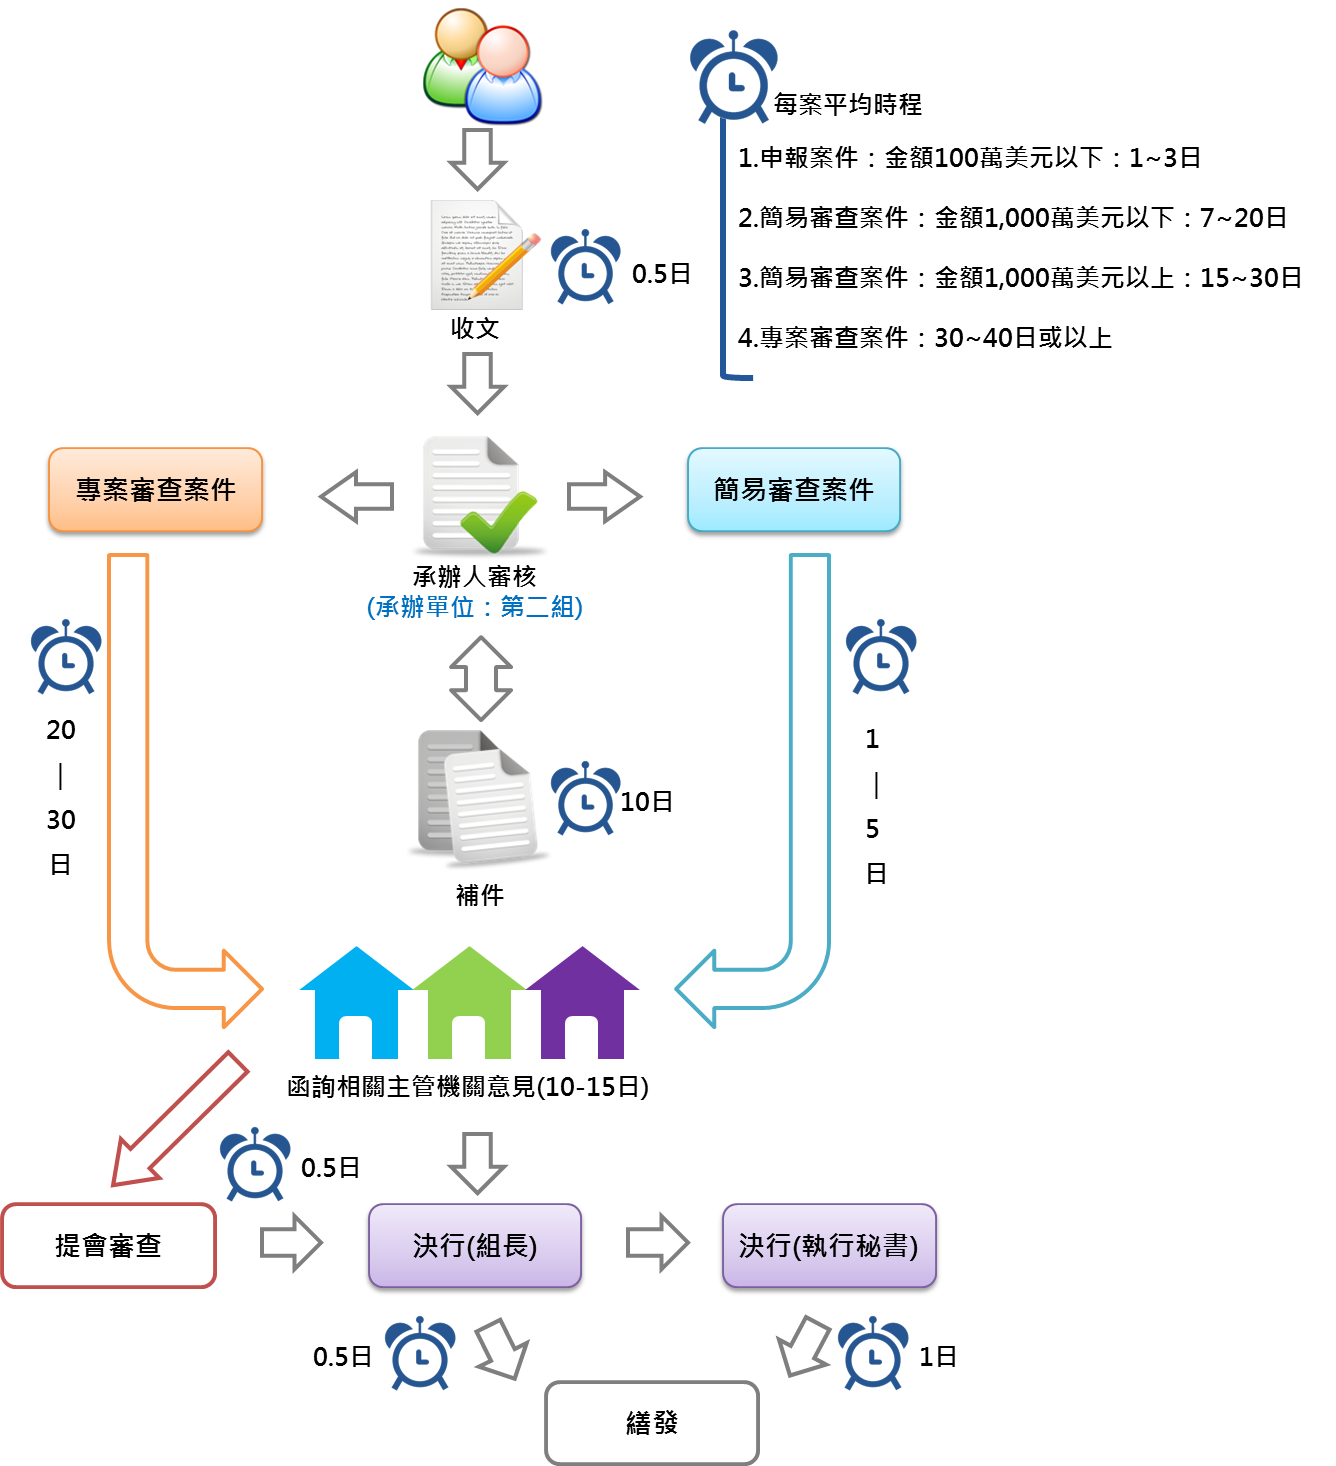 每案平均時程
1.申報案件：金額100萬美元以下：1~3日
2.簡易審查案件：金額1,000萬美元以下：7~20日
3.簡易審查案件：金額1,000萬美元以上：15~30日
4.專案審查案件：30~40日或以上
0.5日
收文
專案審查案件
簡易審查案件
承辦人審核
(承辦單位：第二組)
20
|
30
日
1
|
5
日
10日
補件
函詢相關主管機關意見(10-15日)
0.5日
提會審查
決行(組長)
決行(執行秘書)
0.5日
1日
繕發